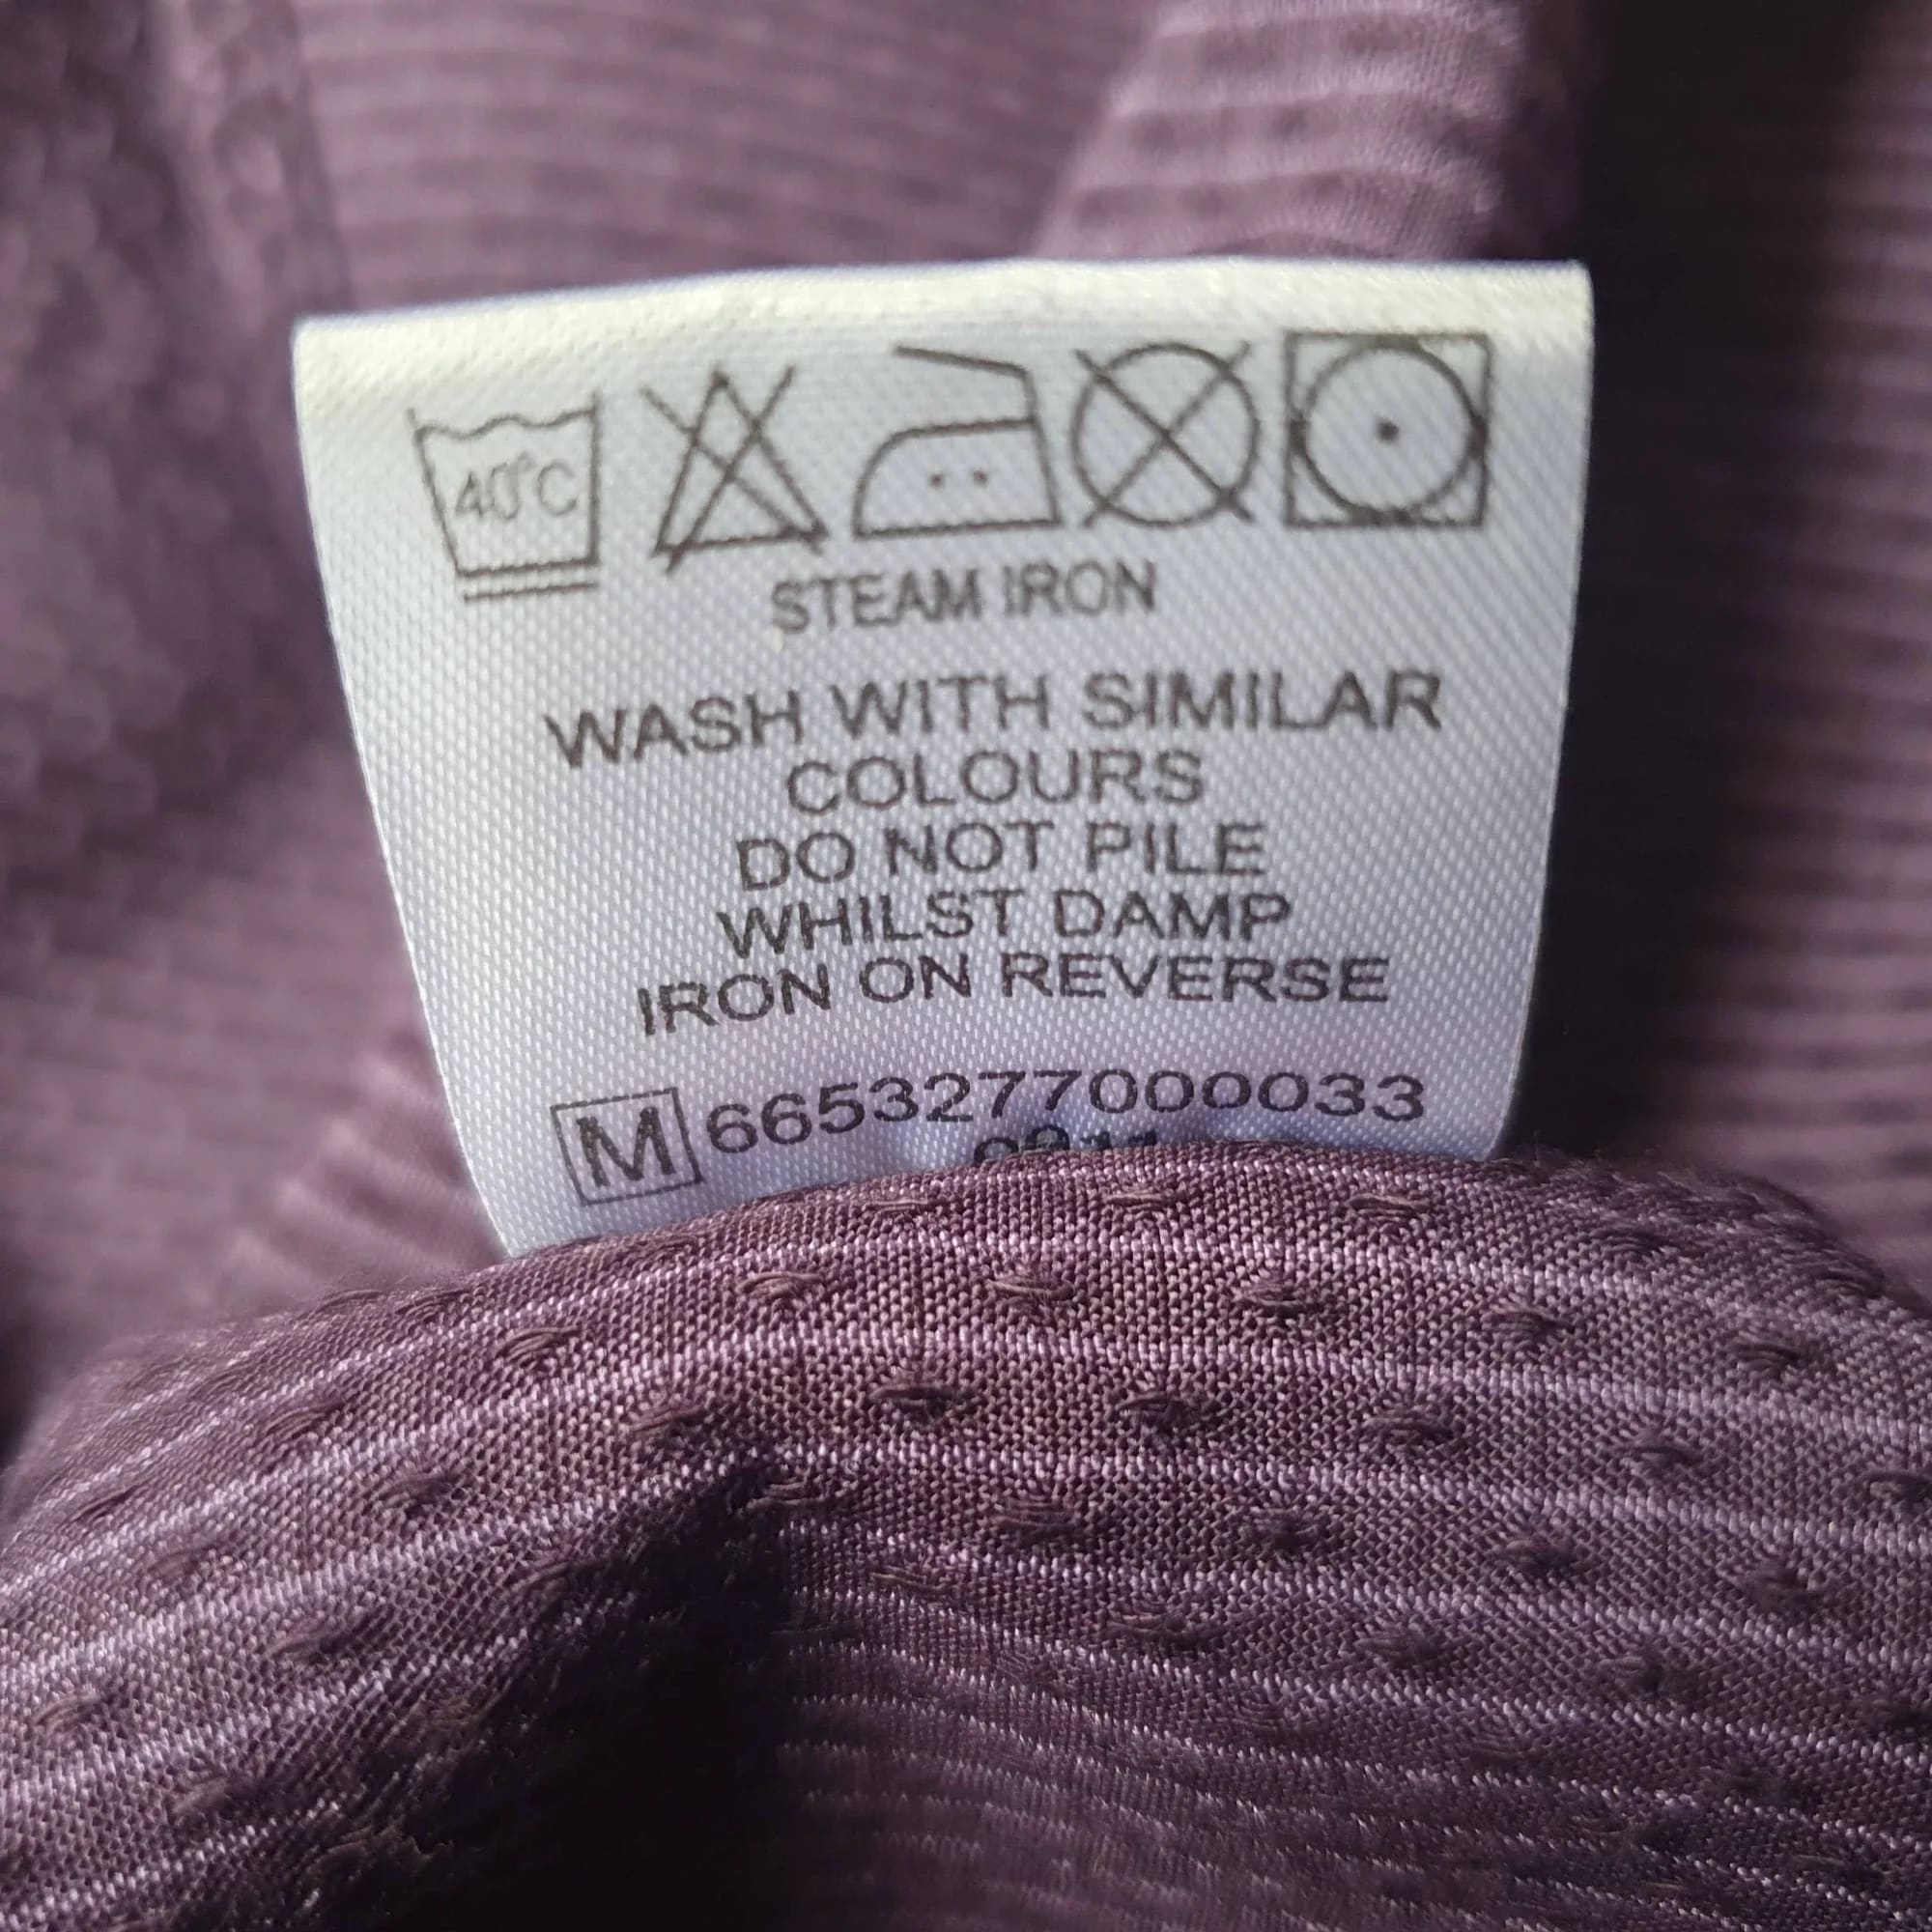 40°C
STEAM IRON
WASH WITH SIMILAR
COLOURS
DO NOT PILE
WHILST DAMP
IRON ON REVERSE
M 6653277000033